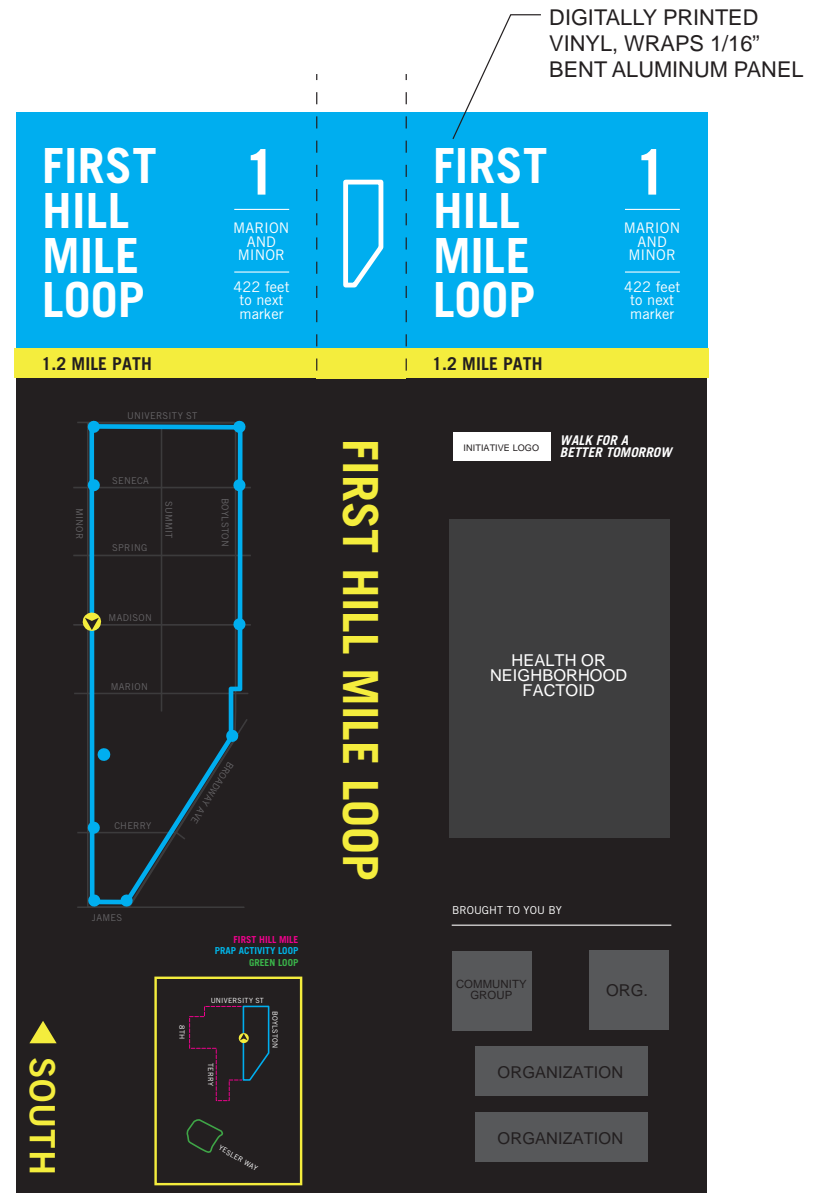 DIGITALLY PRINTED
VINYL, WRAPS 1/16”
BENT ALUMINUM PANEL
FIRST
HILL
MILE
LOOP
1
MARION
AND
MINOR
422 feet
to next
marker
FIRST
HILL
MILE
LOOP
1
MARION
AND
MINOR
422 feet
to next
marker
1.2 MILE PATH
1.2 MILE PATH
UNIVERSITY ST
SENECA
MINOR
SUMMIT
BOYLSTON
SPRING
MADISON
MARION
BROADWAY AVE
CHERRY
JAMES
FIRST HILL MILE LOOP
INITIATIVE LOGO
WALK FOR A
BETTER TOMORROW
HEALTH OR
NEIGHBORHOOD
FACTOID
FIRST HILL MILE
PRAP ACTIVITY LOOP
GREEN LOOP
UNIVERSITY ST
8TH
BOYLSTON
TERRY
YESLER WAY
SOUTH
BROUGHT TO YOU BY
COMMUNITY
GROUP
ORG.
ORGANIZATION
ORGANIZATION